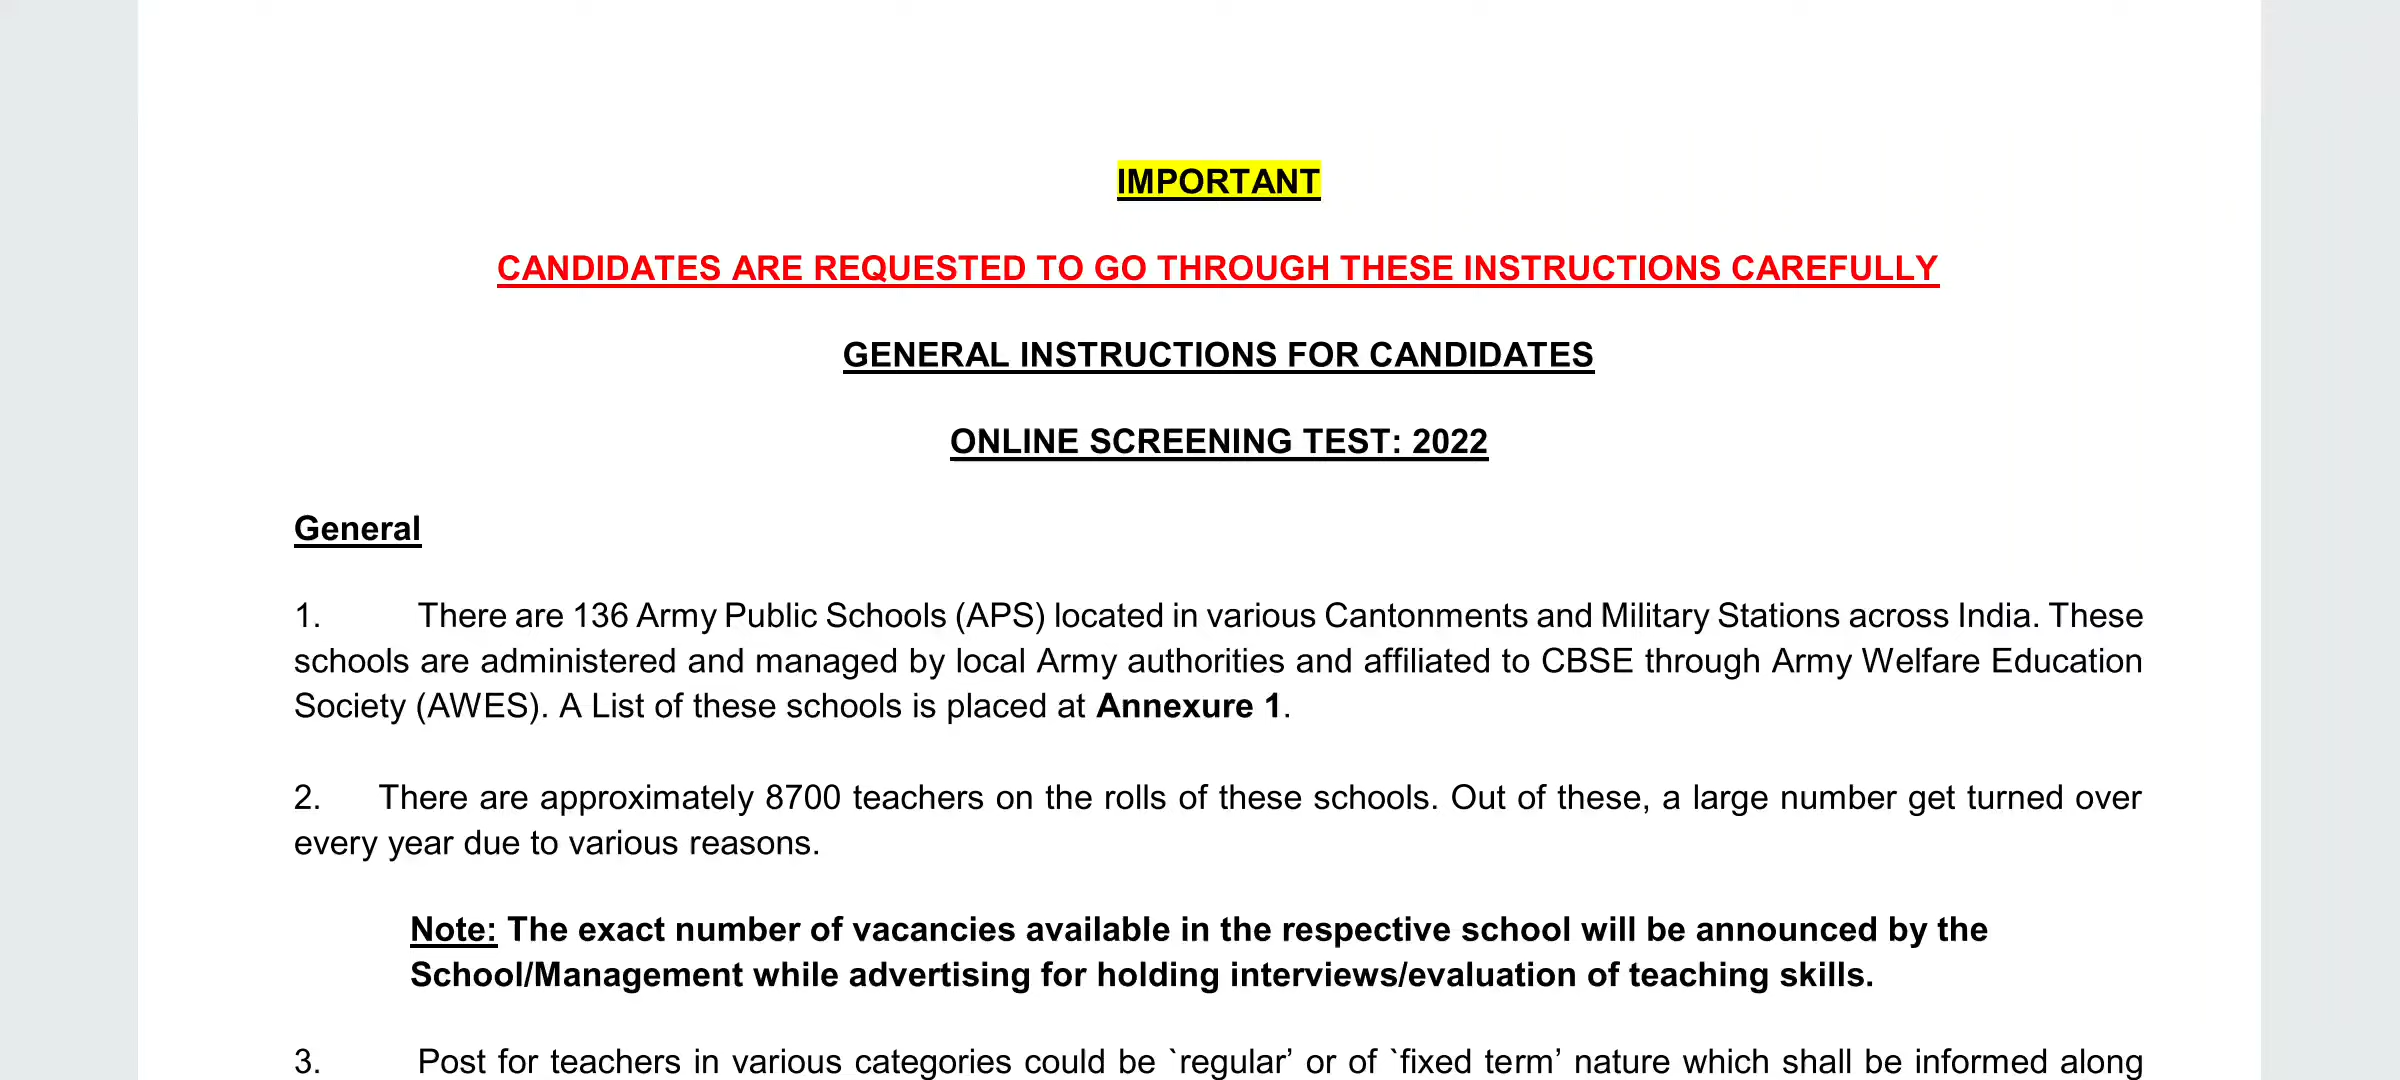 IMPORTANT
CANDIDATES ARE REQUESTED TO GO THROUGH THESE INSTRUCTIONS CAREFULLY
GENERAL INSTRUCTIONS FOR CANDIDATES
ONLINE SCREENING TEST: 2022
General
1. There are 136 Army Public Schools (APS) located in various Cantonments and Military Stations across India. These
schools are administered and managed by local Army authorities and affiliated to CBSE through Army Welfare Education
Society (AWES). A List of these schools is placed at Annexure 1.
2. There are approximately 8700 teachers on the rolls of these schools. Out of these, a large number get turned over
every year due to various reasons.
Note: The exact number of vacancies available in the respective school will be announced by the
School/Management while advertising for holding interviews/evaluation of teaching skills.
3. Post for teachers in various categories could be `regular’ or of `fixed term’ nature which shall be informed along